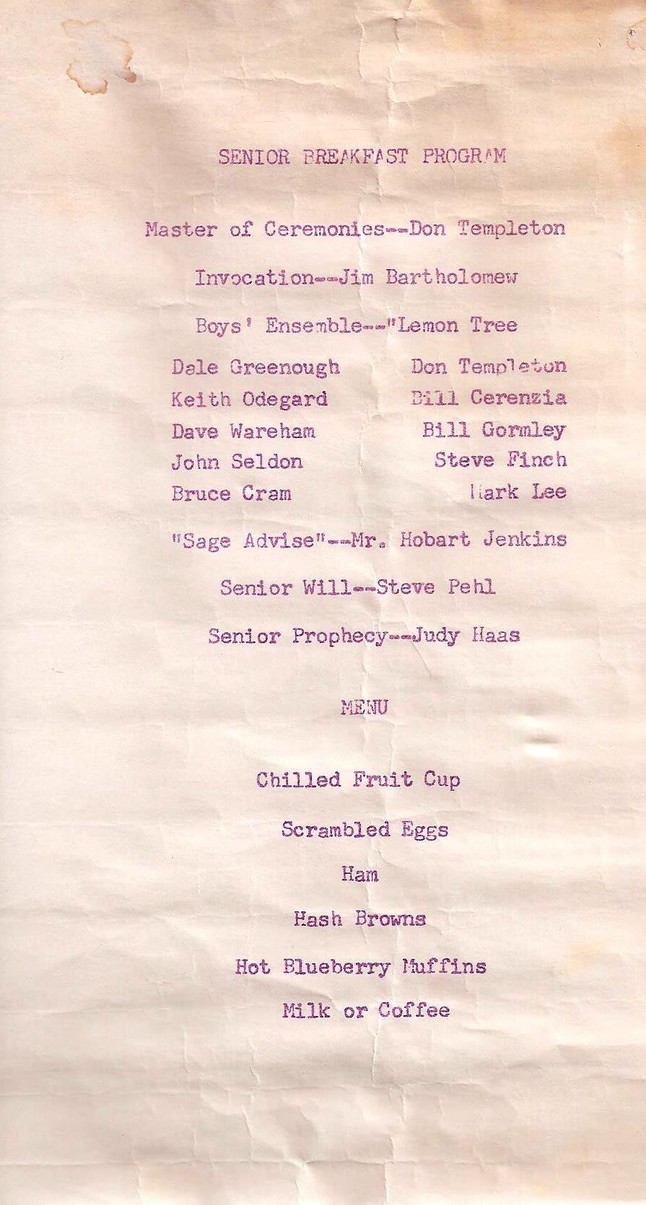 SENIOR BREAKFAST PROGRAM
Master of Ceremonies--Don Templeton
Invocation--Jim Bartholomew
Boys' Ensemble--"Lemon Tree
Dale Greenough Don Templeton
Keith Odegard Bill Cerenzia
Dave Wareham Bill Gormley
John Seldon Steve Finch
Bruce Cram Mark Lee
"Sage Advise"--Mr. Hobart Jenkins
Senior Will--Steve Pehl
Senior Prophecy--Judy Haas
MENU
Chilled Fruit Cup
Scrambled Eggs
Ham
Hash Browns
Hot Blueberry Muffins
Milk or Coffee